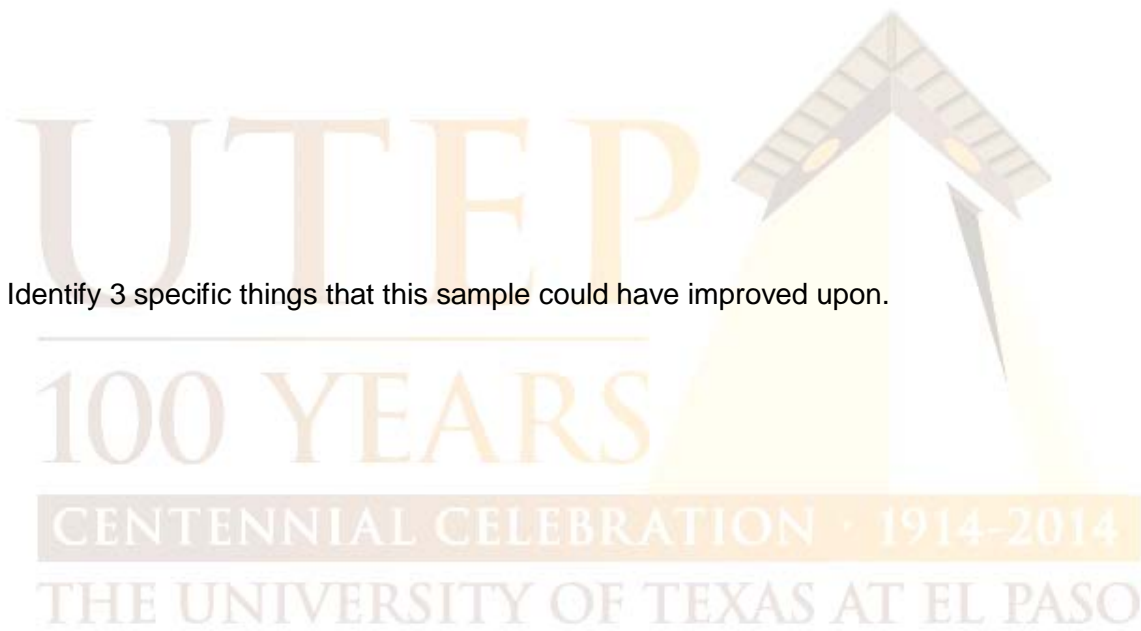 UTEP
Identify 3 specific things that this sample could have improved upon.
100 YEARS
CENTENNIAL CELEBRATION · 1914-2014
THE UNIVERSITY OF TEXAS AT EL PASO